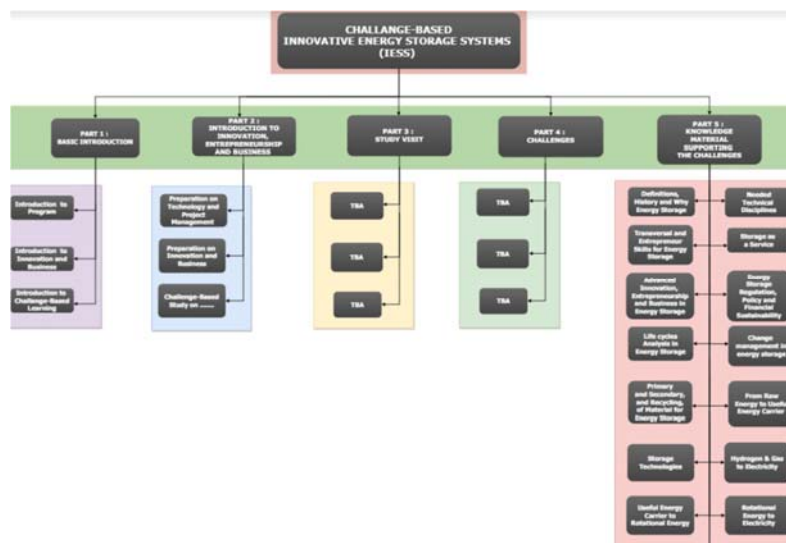 CHALLANGE-BASED
INNOVATIVE ENERGY STORAGE SYSTEMS
(IESS)
PART 1 :
BASIC INTRODUCTION
PART 2 :
INTRODUCTION TO
INNOVATION,
ENTREPRENEURSHIP
AND BUSINESS
PART 3 :
STUDY VISIT
PART 4 :
CHALLENGES
PART 5 :
KNOWLEDGE
MATERIAL
SUPPORTING
THE CHALLENGES
Introduction to
Program
Introduction to
Innovation and
Business
Introduction to
Challenge-Based
Learning
Preparation on
Technology and
Project
Management
Preparation on
Innovation and
Business
Challenge-Based
Study on .......
TBA
TBA
TBA
TBA
TBA
TBA
Definitions,
History and Why
Energy Storage
Needed
Technical
Disciplines
Transversal and
Entrepreneur
Skills for Energy
Storage
Storage as
a Service
Advanced
Innovation,
Entrepreneurship
and Business in
Energy Storage
Energy
Storage
Regulation,
Policy and
Financial
Sustainability
Life cycles
Analysis in
Energy Storage
Change
management in
energy storage
Primary
and Secondary,
and Recycling,
of Material for
Energy Storage
From Raw
Energy to Useful
Energy Carrier
Storage
Technologies
Hydrogen & Gas
to Electricity
Useful Energy
Carrier to
Rotational Energy
Rotational
Energy to
Electricity